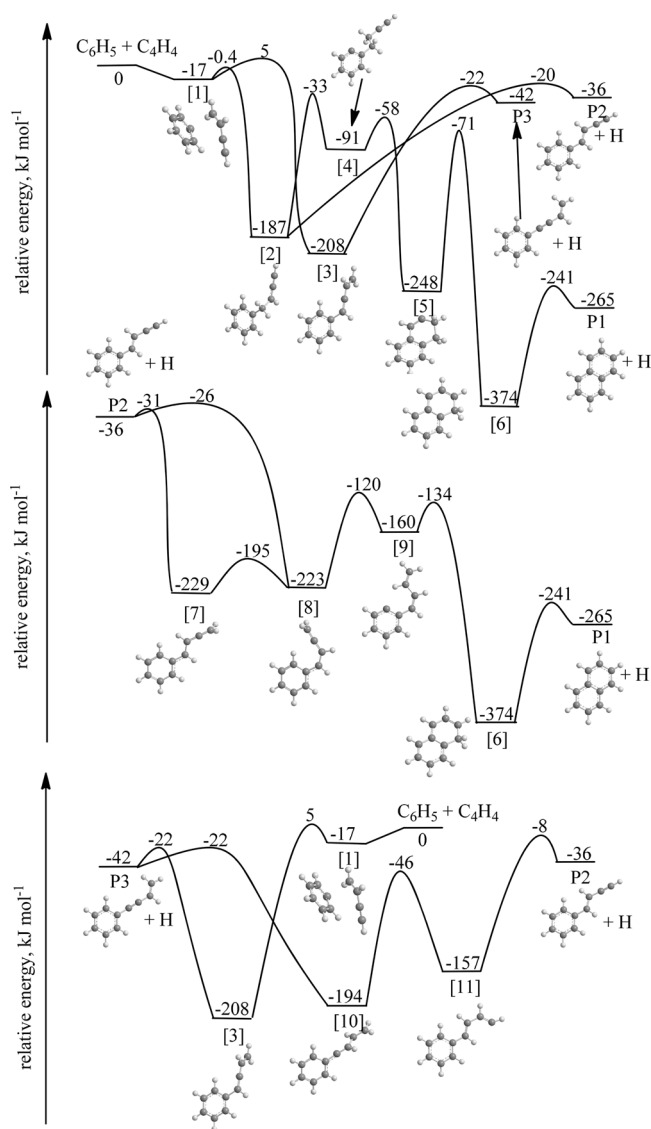 relative energy, kJ mol-1
C6H5 + C4H4
0
-17
[1]
-0.4
5
-33
-91
[4]
-58
-22
-42
P3
-20
-36
P2
+ H
-71
-187
[2]
-208
[3]
-248
[5]
+ H
-241
-265
P1
+ H
-374
[6]
+ H
relative energy, kJ mol-1
P2
-36
-31
-26
-229
[7]
-195
-223
[8]
-120
-160
[9]
-134
-374
[6]
-241
-265
P1
+ H
relative energy, kJ mol-1
-42
P3
+ H
-22
-22
5
-17
[1]
C6H5 + C4H4
0
-208
[3]
-194
[10]
-46
-157
[11]
-8
-36
P2
+ H